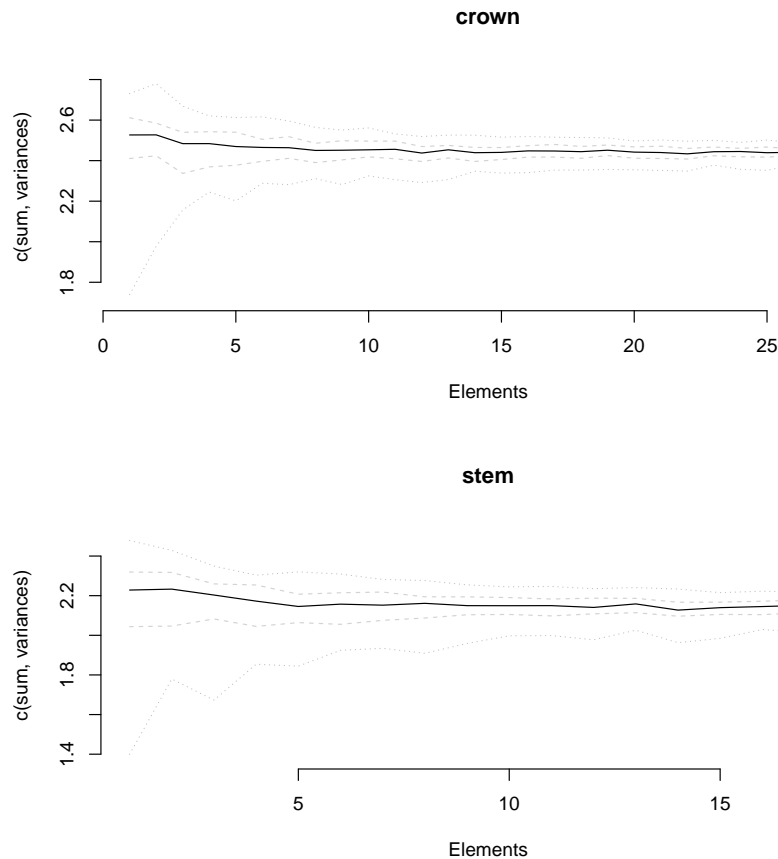 crown
c(sum, variances)
2.6
2.2
1.8
0 5 10 15 20 25
Elements
stem
c(sum, variances)
2.2
1.8
1.4
5 10 15
Elements